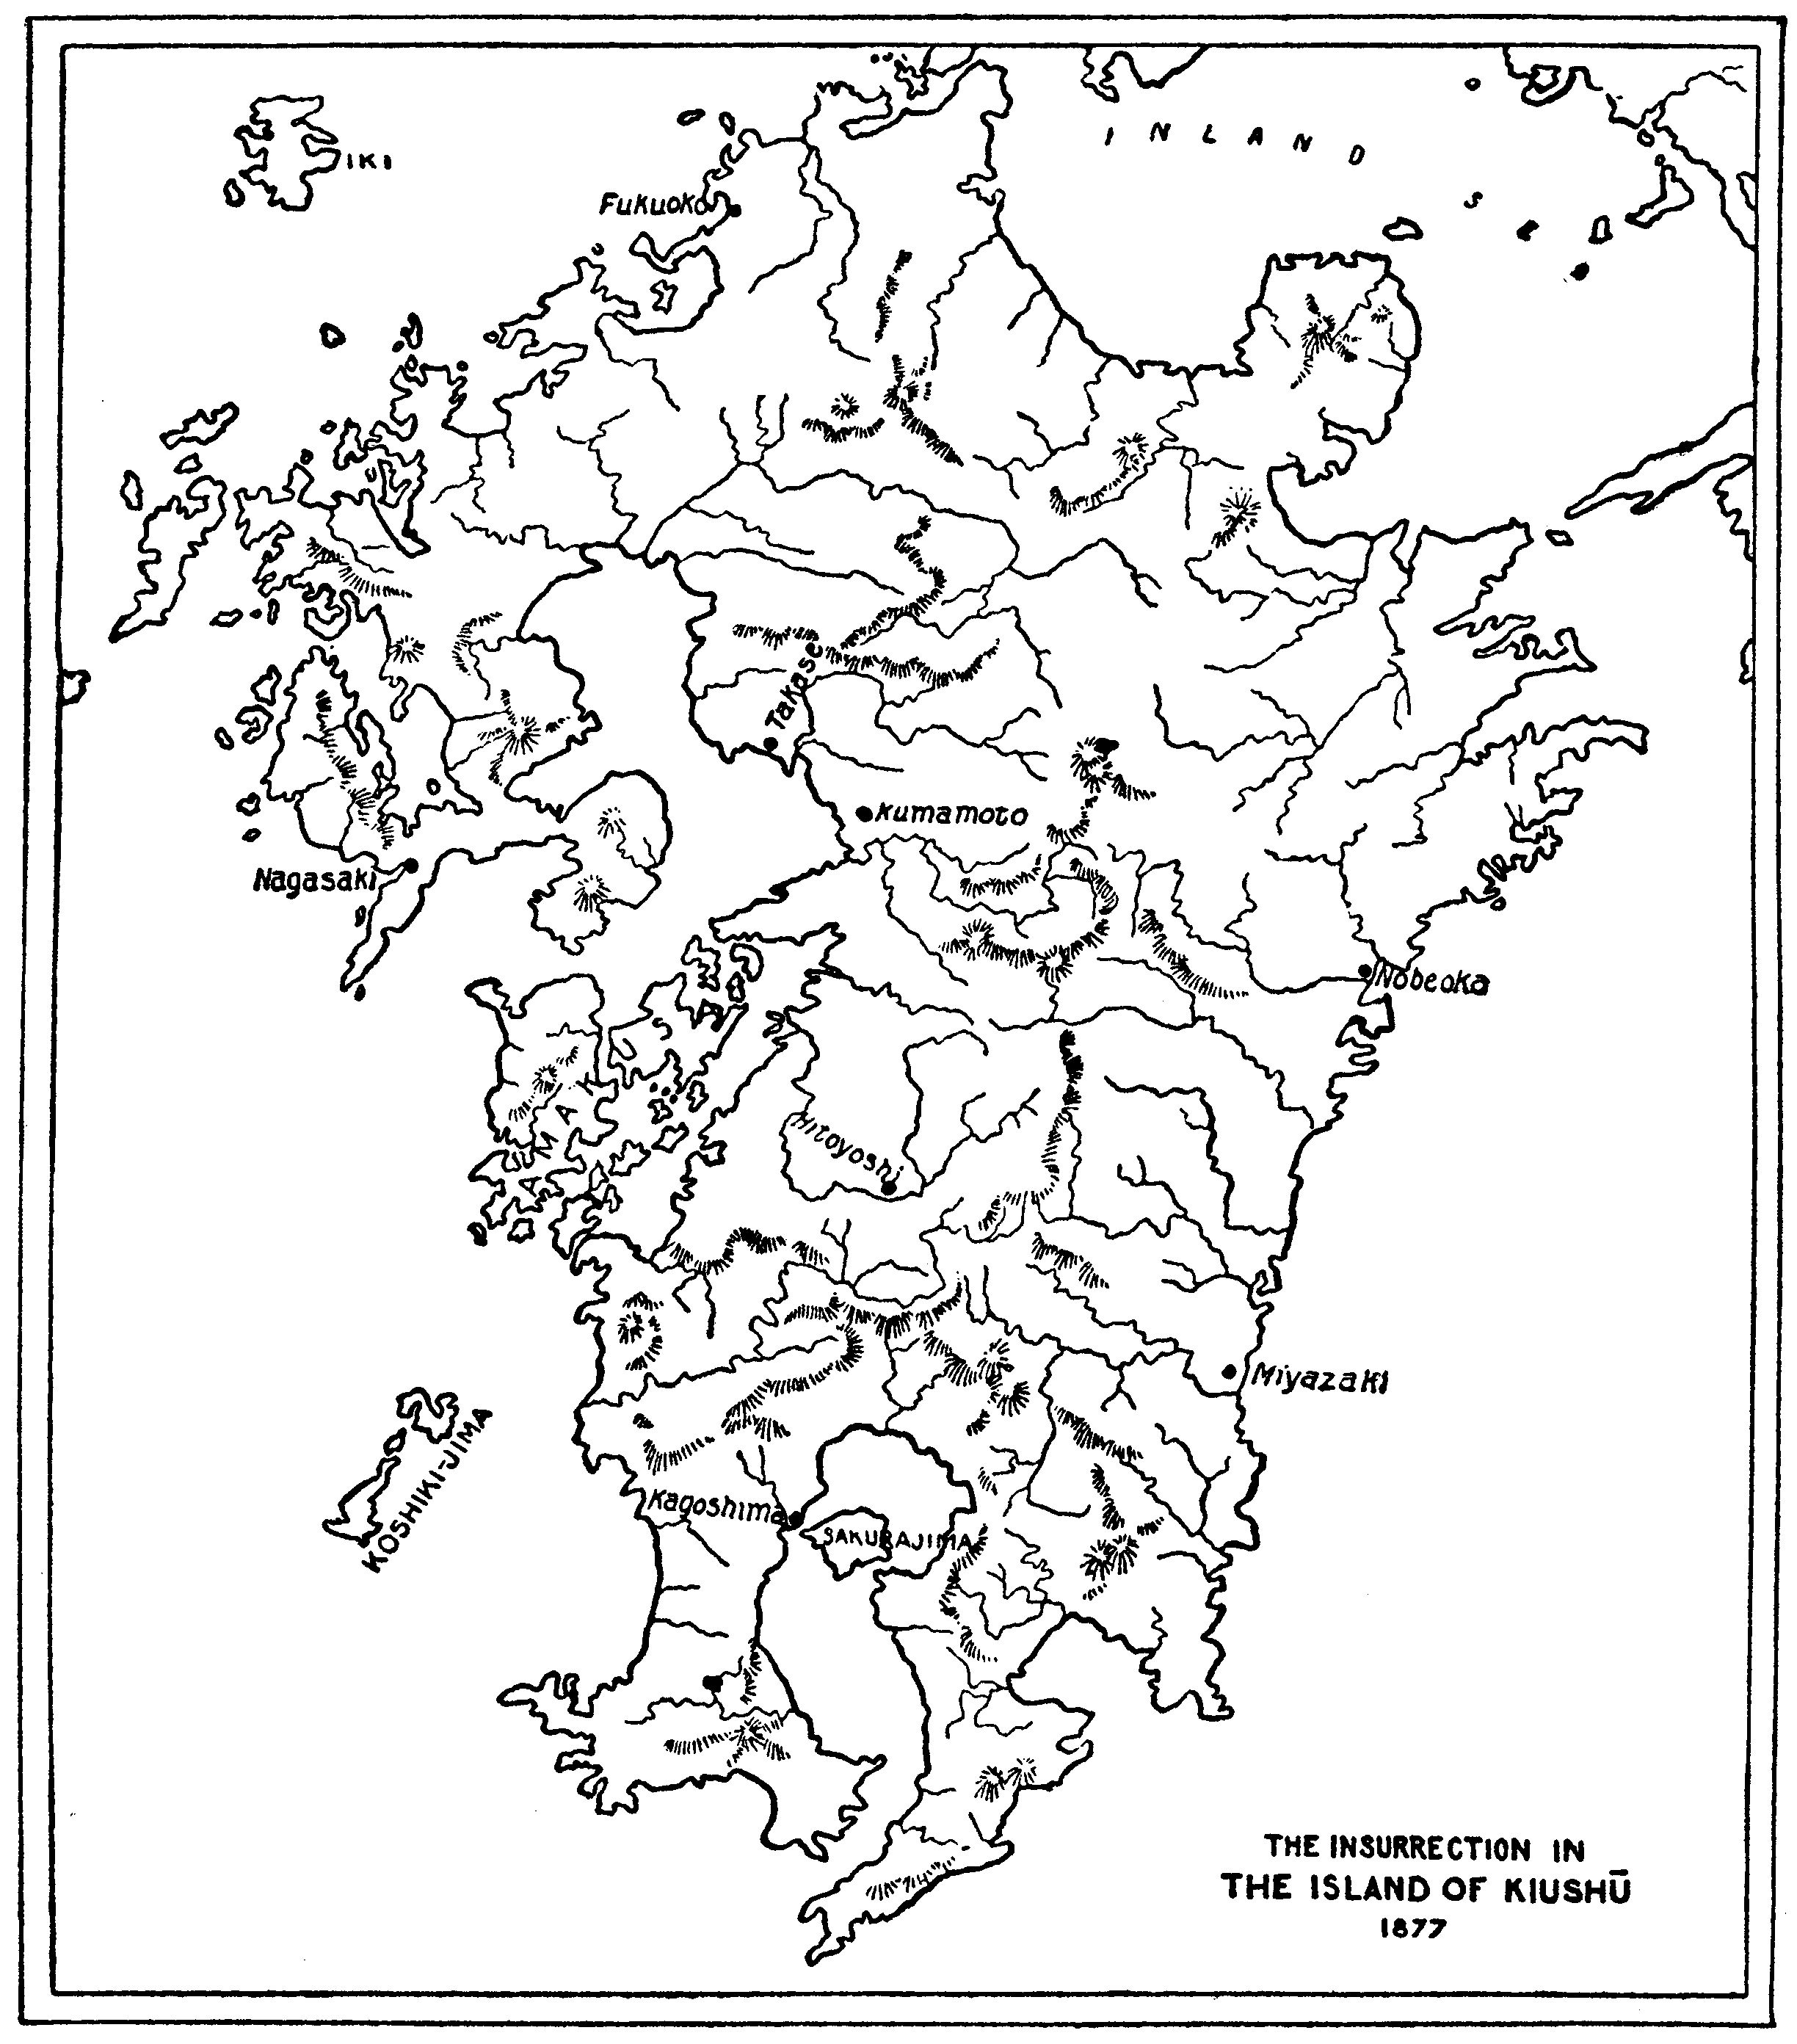 IKI
INLAND SEA
Fukuoka
Takase
Kumamoto
Nagasaki
Nobeoka
AMAKUSA
Hitoyoshi
Miyazaki
KOSHIKI-JIMA
Kagoshima
SAKURAJIMA
THE INSURRECTION IN
THE ISLAND OF KIUSHŪ
1877